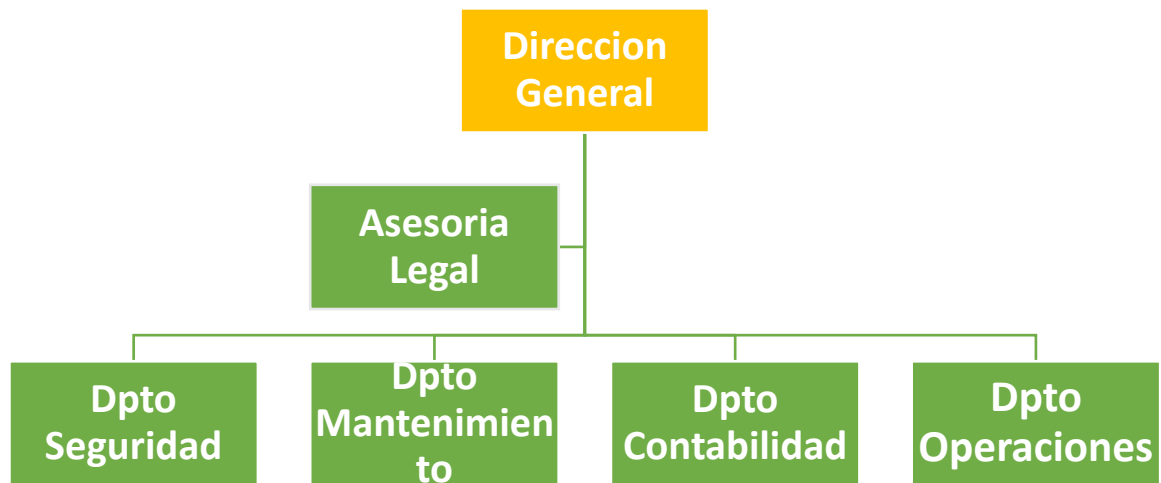 Direccion
General
Asesoria
Legal
Dpto
Seguridad
Dpto
Mantenimien
to
Dpto
Contabilidad
Dpto
Operaciones